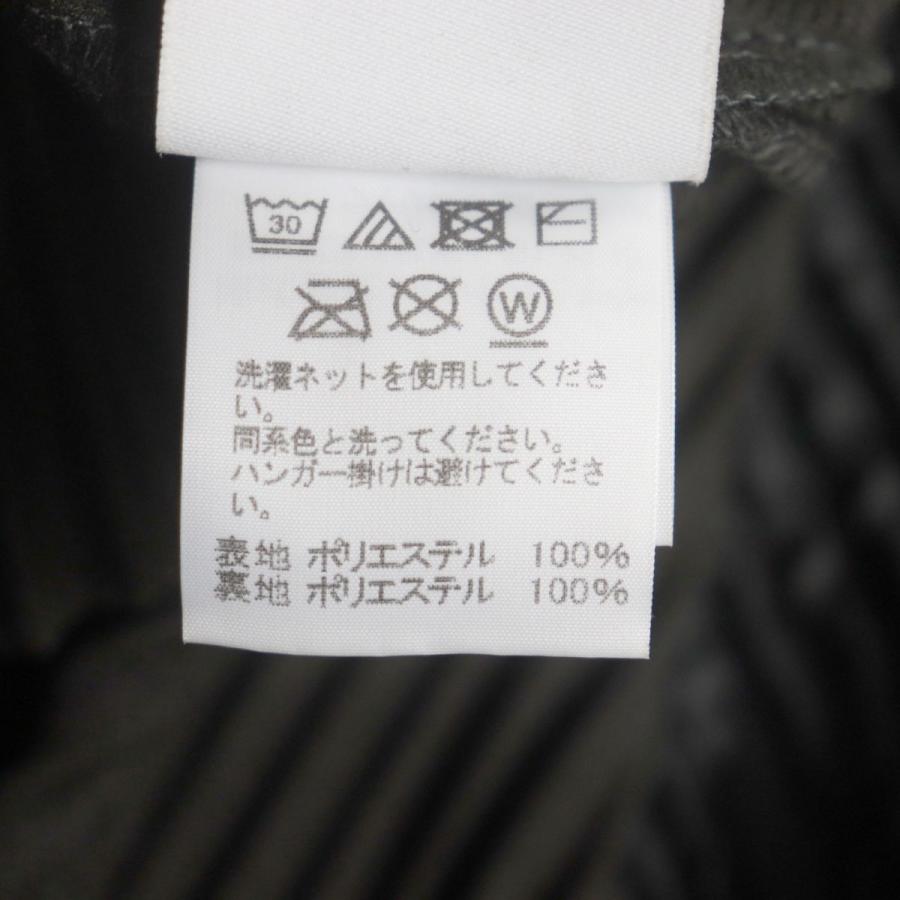 30
W
洗濯ネットを使用してくださ
い。
同系色と洗ってください。
ハンガー掛けは避けてくださ
い。
表地 ポリエステル 100%
裏地 ポリエステル 100%